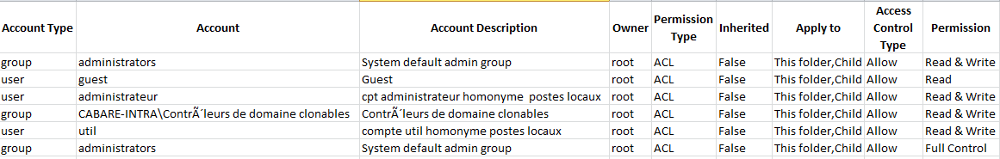 Account Type Account Account Description Owner Permission Type Inherited Apply to Access Control Type Permission
group administrators System default admin group root ACL False This folder,Child Allow Read & Write
user guest Guest root ACL False This folder,Child Allow Read
user administrateur cpt administrateur homonyme  postes locaux root ACL False This folder,Child Allow Read & Write
group CABARE-INTRA\ContrÃ´leurs de domaine clonables ContrÃ´leurs de domaine clonables root ACL False This folder,Child Allow Read & Write
user util compte util homonyme postes locaux root ACL False This folder,Child Allow Read & Write
group administrators System default admin group root ACL False This folder,Child Allow Full Control